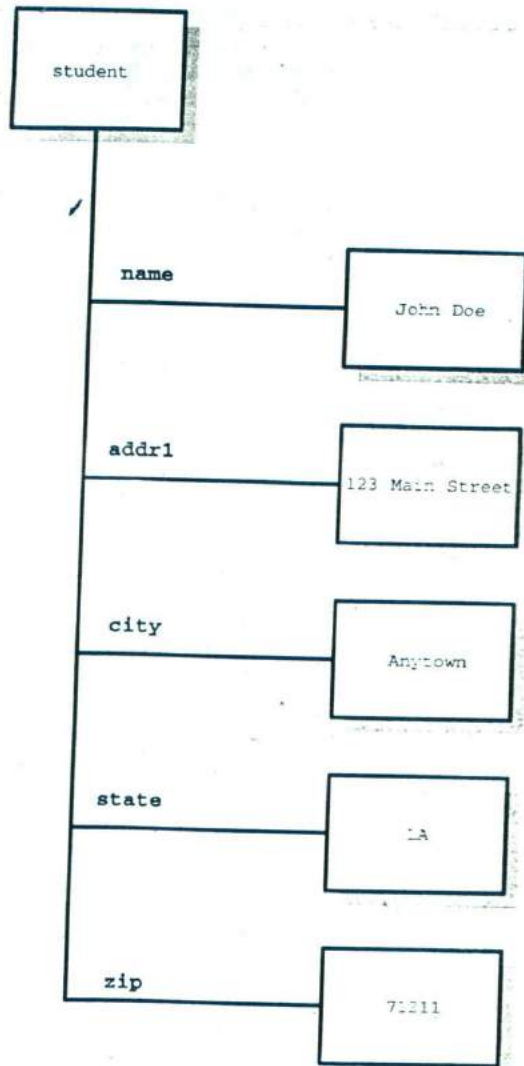 student
name
John Doe
addr1
123 Main Street
city
Anytown
state
LA
zip
71211